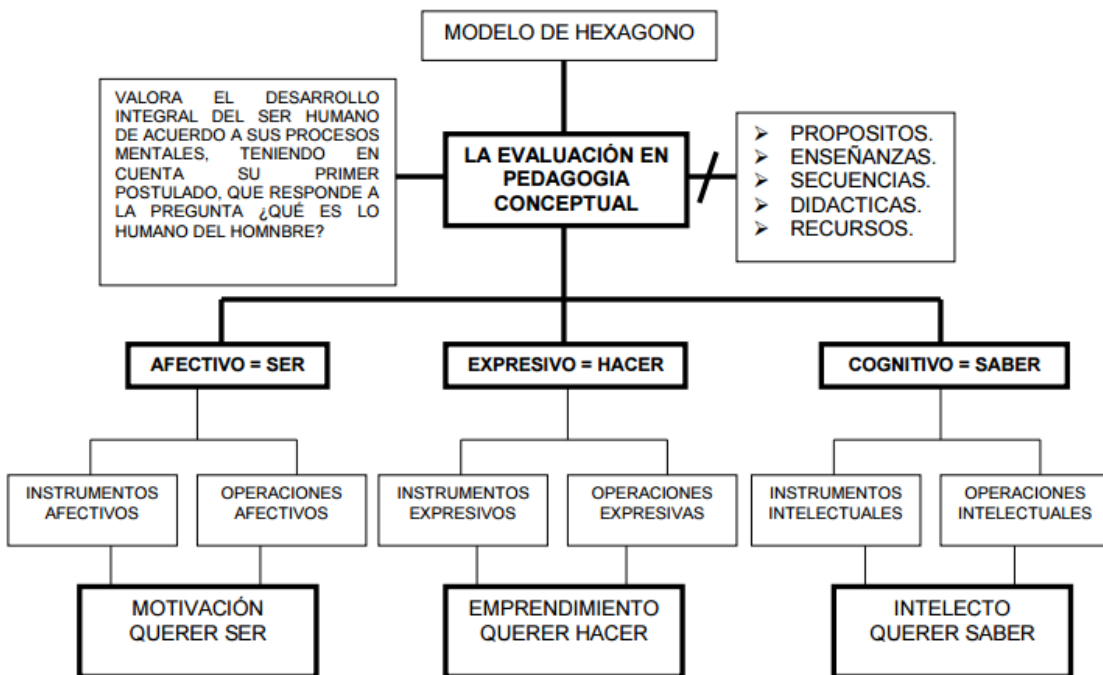 MODELO DE HEXAGONO
VALORA EL DESARROLLO
INTEGRAL DEL SER HUMANO
DE ACUERDO A SUS PROCESOS
MENTALES, TENIENDO EN
CUENTA SU PRIMER
POSTULADO, QUE RESPONDE A
LA PREGUNTA ¿QUÉ ES LO
HUMANO DEL HOMNBRE?
LA EVALUACIÓN EN
PEDAGOGIA
CONCEPTUAL
➢ PROPOSITOS.
➢ ENSEÑANZAS.
➢ SECUENCIAS.
➢ DIDACTICAS.
➢ RECURSOS.
AFECTIVO = SER
EXPRESIVO = HACER
COGNITIVO = SABER
INSTRUMENTOS
AFECTIVOS
OPERACIONES
AFECTIVOS
INSTRUMENTOS
EXPRESIVOS
OPERACIONES
EXPRESIVAS
INSTRUMENTOS
INTELECTUALES
OPERACIONES
INTELECTUALES
MOTIVACIÓN
QUERER SER
EMPRENDIMIENTO
QUERER HACER
INTELECTO
QUERER SABER